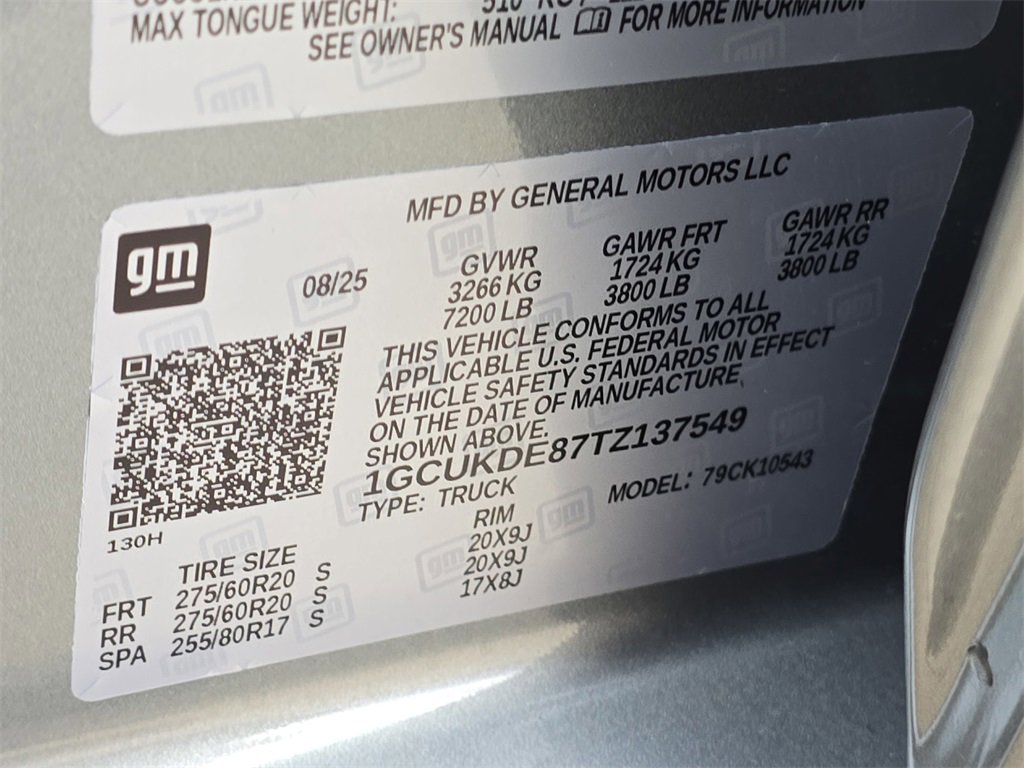 MAX TONGUE WEIGHT: 510 KG
SEE OWNER'S MANUAL FOR MORE INFORMATION
MFD BY GENERAL MOTORS LLC
gm
08/25
GVWR GAWR FRT GAWR RR
3266 KG 1724 KG 1724 KG
7200 LB 3800 LB 3800 LB
THIS VEHICLE CONFORMS TO ALL
APPLICABLE U.S. FEDERAL MOTOR
VEHICLE SAFETY STANDARDS IN EFFECT
ON THE DATE OF MANUFACTURE
SHOWN ABOVE.
1GCUKDE87TZ137549
TYPE: TRUCK MODEL: 79CK10543
130H
TIRE SIZE RIM
FRT 275/60R20 S 20X9J
RR 275/60R20 S 20X9J
SPA 255/80R17 S 17X8J